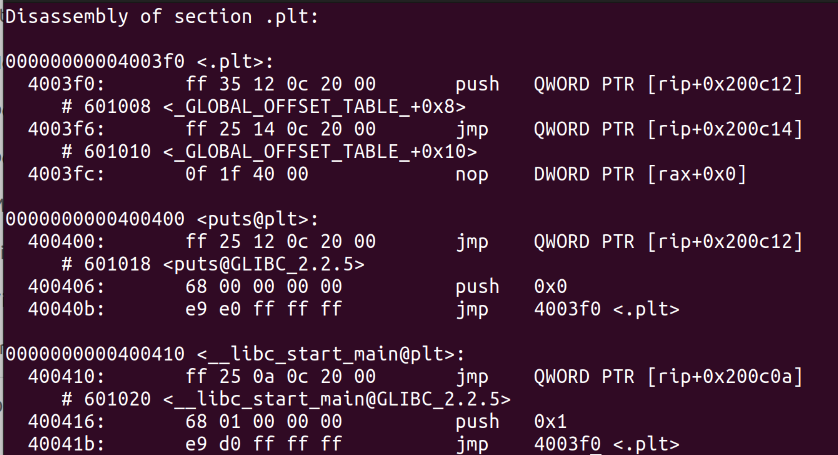 Disassembly of section .plt:
00000000004003f0 <.plt>:
4003f0: ff 35 12 0c 20 00 push QWORD PTR [rip+0x200c12]
# 601008 <_GLOBAL_OFFSET_TABLE_+0x8>
4003f6: ff 25 14 0c 20 00 jmp QWORD PTR [rip+0x200c14]
# 601010 <_GLOBAL_OFFSET_TABLE_+0x10>
4003fc: 0f 1f 40 00 nop DWORD PTR [rax+0x0]
0000000000400400 <puts@plt>:
400400: ff 25 12 0c 20 00 jmp QWORD PTR [rip+0x200c12]
# 601018 <puts@GLIBC_2.2.5>
400406: 68 00 00 00 00 push 0x0
40040b: e9 e0 ff ff ff jmp 4003f0 <.plt>
0000000000400410 <__libc_start_main@plt>:
400410: ff 25 0a 0c 20 00 jmp QWORD PTR [rip+0x200c0a]
# 601020 <__libc_start_main@GLIBC_2.2.5>
400416: 68 01 00 00 00 push 0x1
40041b: e9 d0 ff ff ff jmp 4003f0 <.plt>